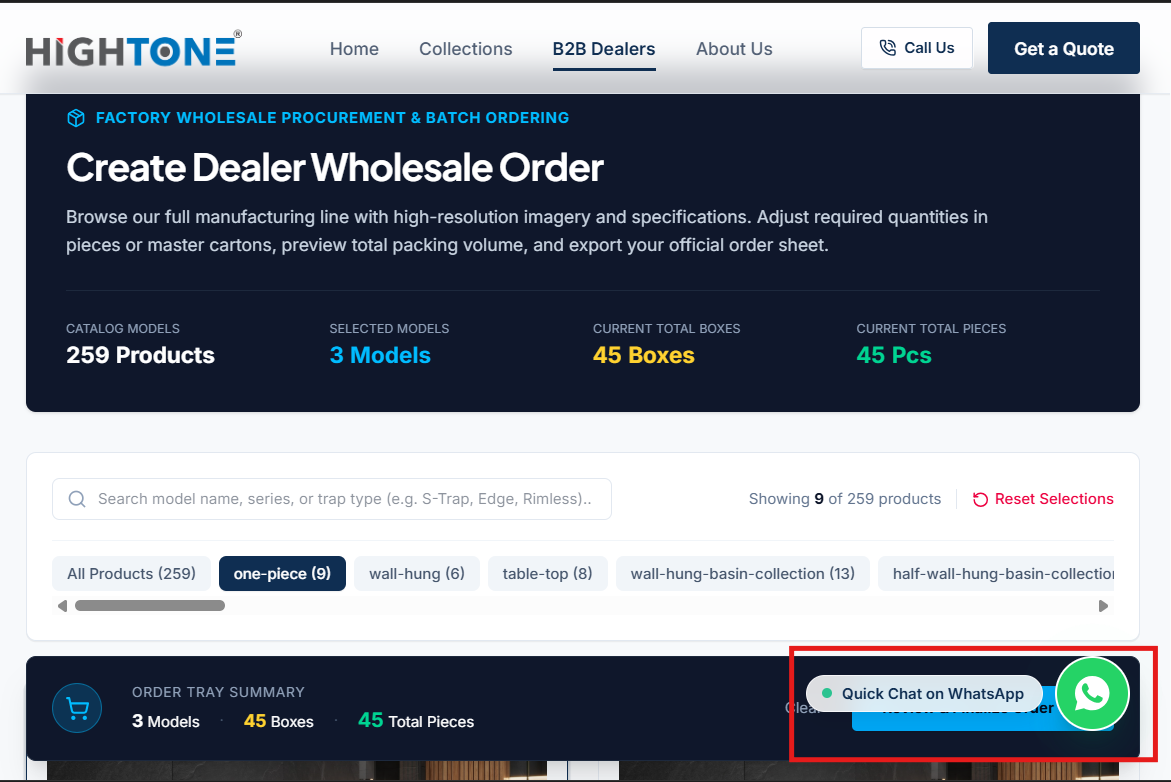 HIGHTONE®
Home
Collections
B2B Dealers
About Us
Call Us
Get a Quote
FACTORY WHOLESALE PROCUREMENT & BATCH ORDERING
Create Dealer Wholesale Order
Browse our full manufacturing line with high-resolution imagery and specifications. Adjust required quantities in
pieces or master cartons, preview total packing volume, and export your official order sheet.
CATALOG MODELS
259 Products
SELECTED MODELS
3 Models
CURRENT TOTAL BOXES
45 Boxes
CURRENT TOTAL PIECES
45 Pcs
Search model name, series, or trap type (e.g. S-Trap, Edge, Rimless)..
Showing 9 of 259 products
Reset Selections
All Products (259)
one-piece (9)
wall-hung (6)
table-top (8)
wall-hung-basin-collection (13)
half-wall-hung-basin-collection
ORDER TRAY SUMMARY
3 Models · 45 Boxes · 45 Total Pieces
Quick Chat on WhatsApp